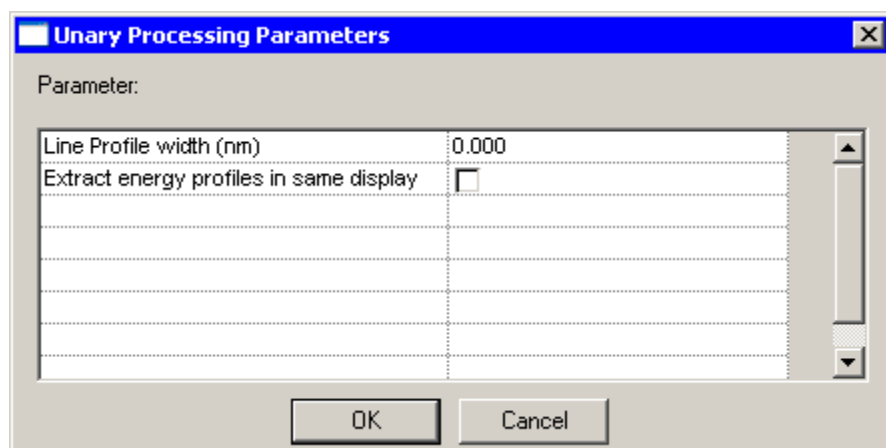 Unary Processing Parameters
Parameter:
Line Profile width (nm) 0.000
Extract energy profiles in same display
OK Cancel